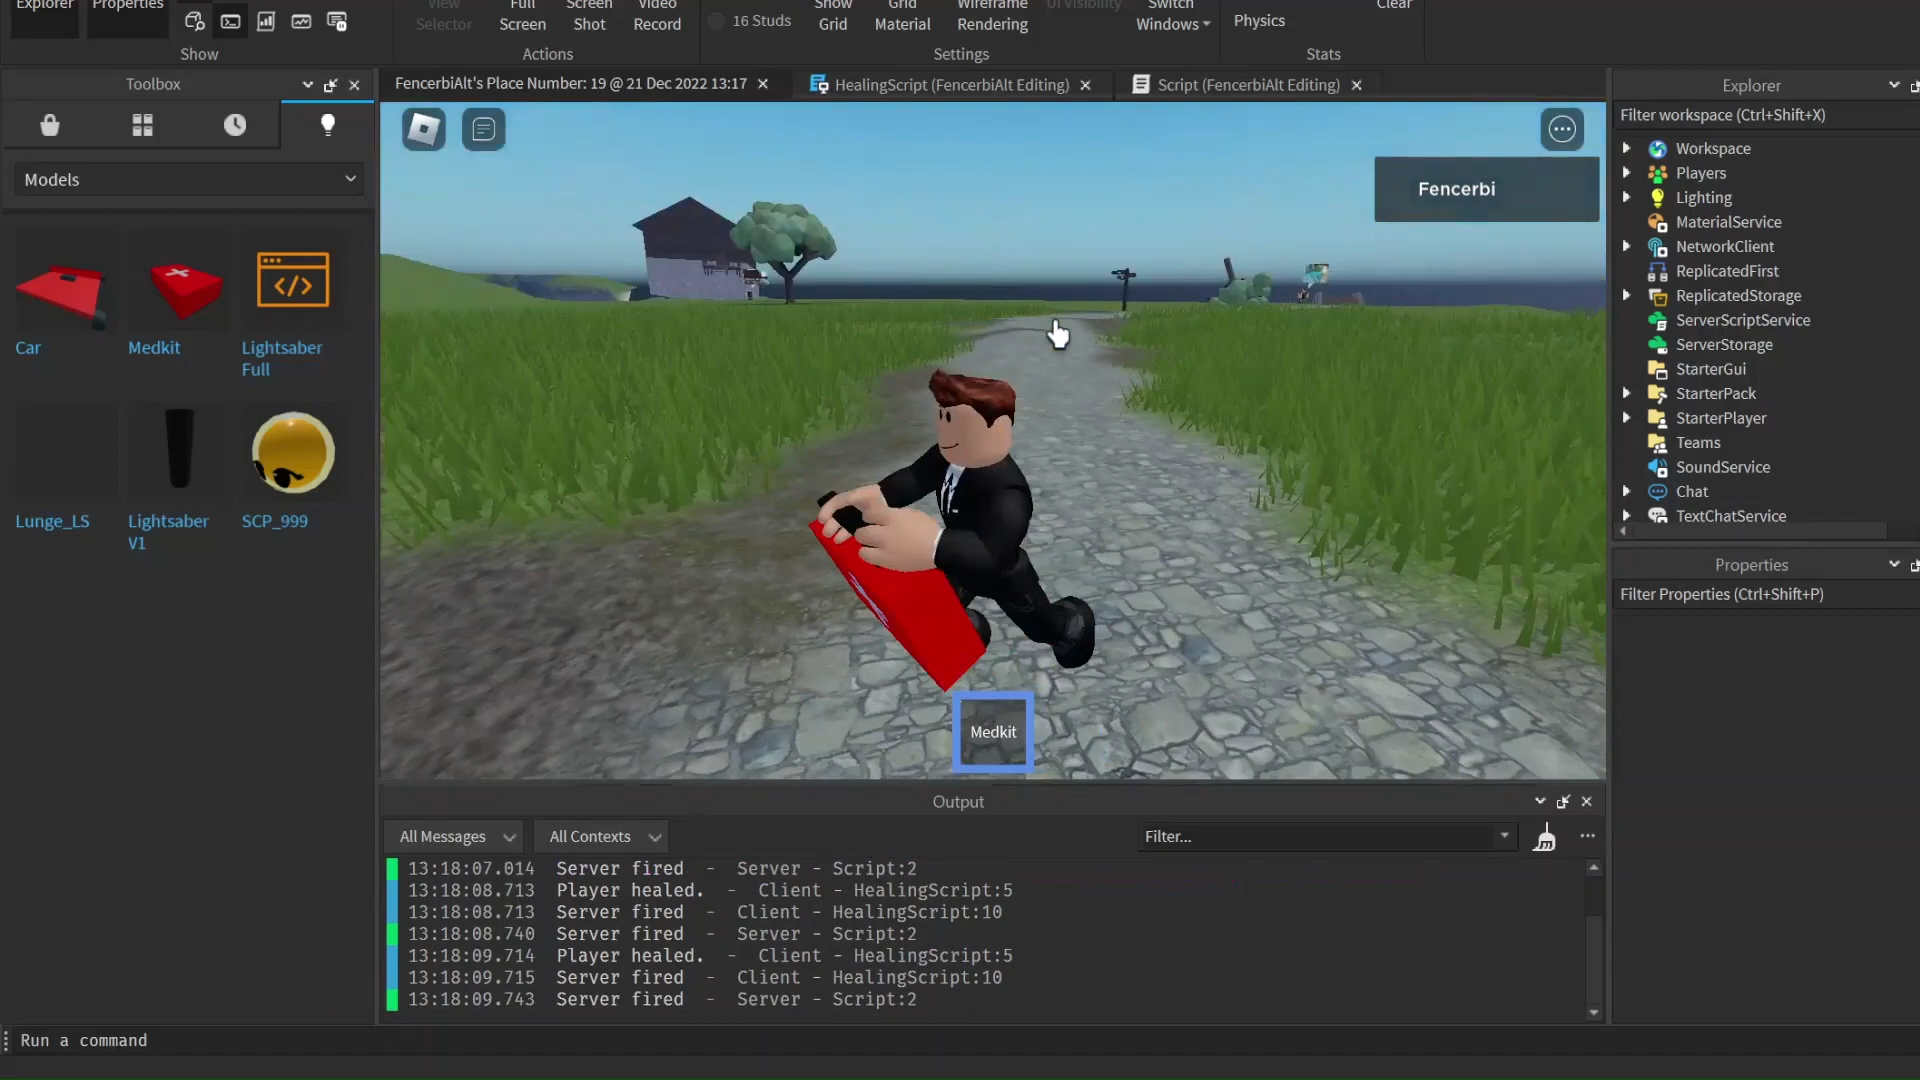 Explorer
Properties
Show
View
Selector
Full
Screen
Screen
Shot
Video
Record
Actions
16 Studs
Show
Grid
Grid
Material
Wireframe
Rendering
UI Visibility
Switch
Windows
Settings
Physics
Clear
Stats
Toolbox
FencerbiAlt's Place Number: 19 @ 21 Dec 2022 13:17
HealingScript (FencerbiAlt Editing)
Script (FencerbiAlt Editing)
Explorer
Filter workspace (Ctrl+Shift+X)
Models
Car
Medkit
Lightsaber
Full
Lunge_LS
Lightsaber
V1
SCP_999
Fencerbi
Medkit
Workspace
Players
Lighting
MaterialService
NetworkClient
ReplicatedFirst
ReplicatedStorage
ServerScriptService
ServerStorage
StarterGui
StarterPack
StarterPlayer
Teams
SoundService
Chat
TextChatService
Properties
Filter Properties (Ctrl+Shift+P)
Output
All Messages
All Contexts
Filter...
13:18:07.014 Server fired - Server - Script:2
13:18:08.713 Player healed. - Client - HealingScript:5
13:18:08.713 Server fired - Client - HealingScript:10
13:18:08.740 Server fired - Server - Script:2
13:18:09.714 Player healed. - Client - HealingScript:5
13:18:09.715 Server fired - Client - HealingScript:10
13:18:09.743 Server fired - Server - Script:2
Run a command